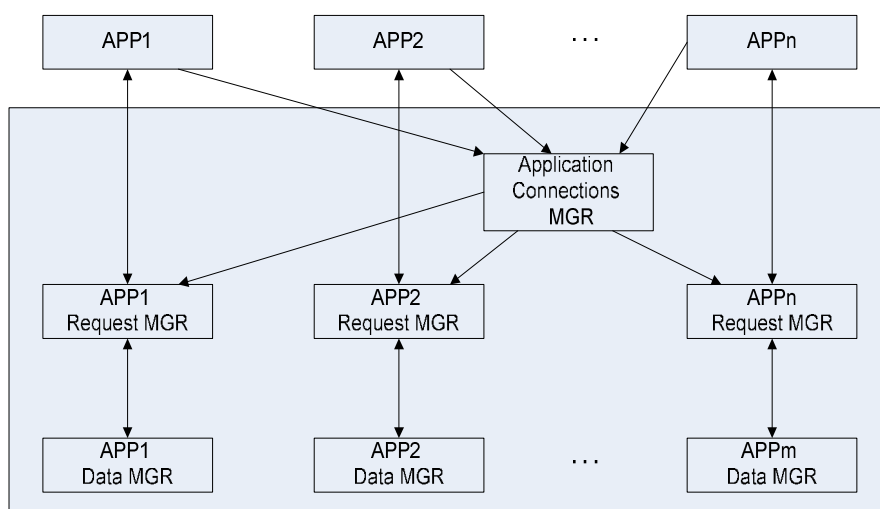 APP1
APP2
. . .
APPn
Application
Connections
MGR
APP1
Request MGR
APP2
Request MGR
APPn
Request MGR
APP1
Data MGR
APP2
Data MGR
. . .
APPm
Data MGR